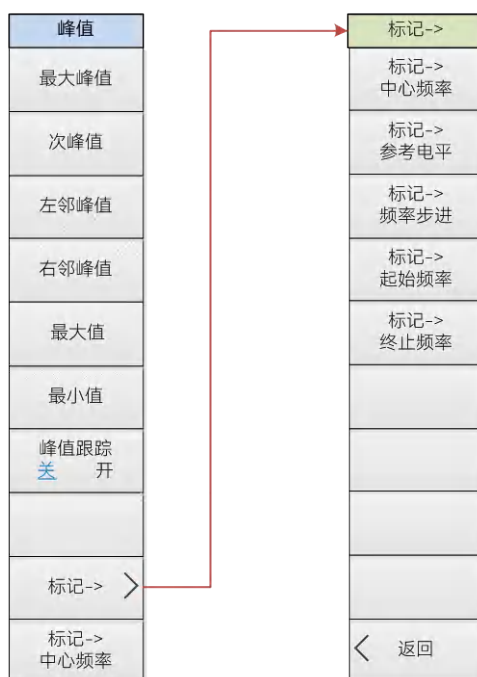 峰值
最大峰值
次峰值
左邻峰值
右邻峰值
最大值
最小值
峰值跟踪
关 开
标记->
标记->
中心频率
标记->
标记->
中心频率
标记->
参考电平
标记->
频率步进
标记->
起始频率
标记->
终止频率
返回